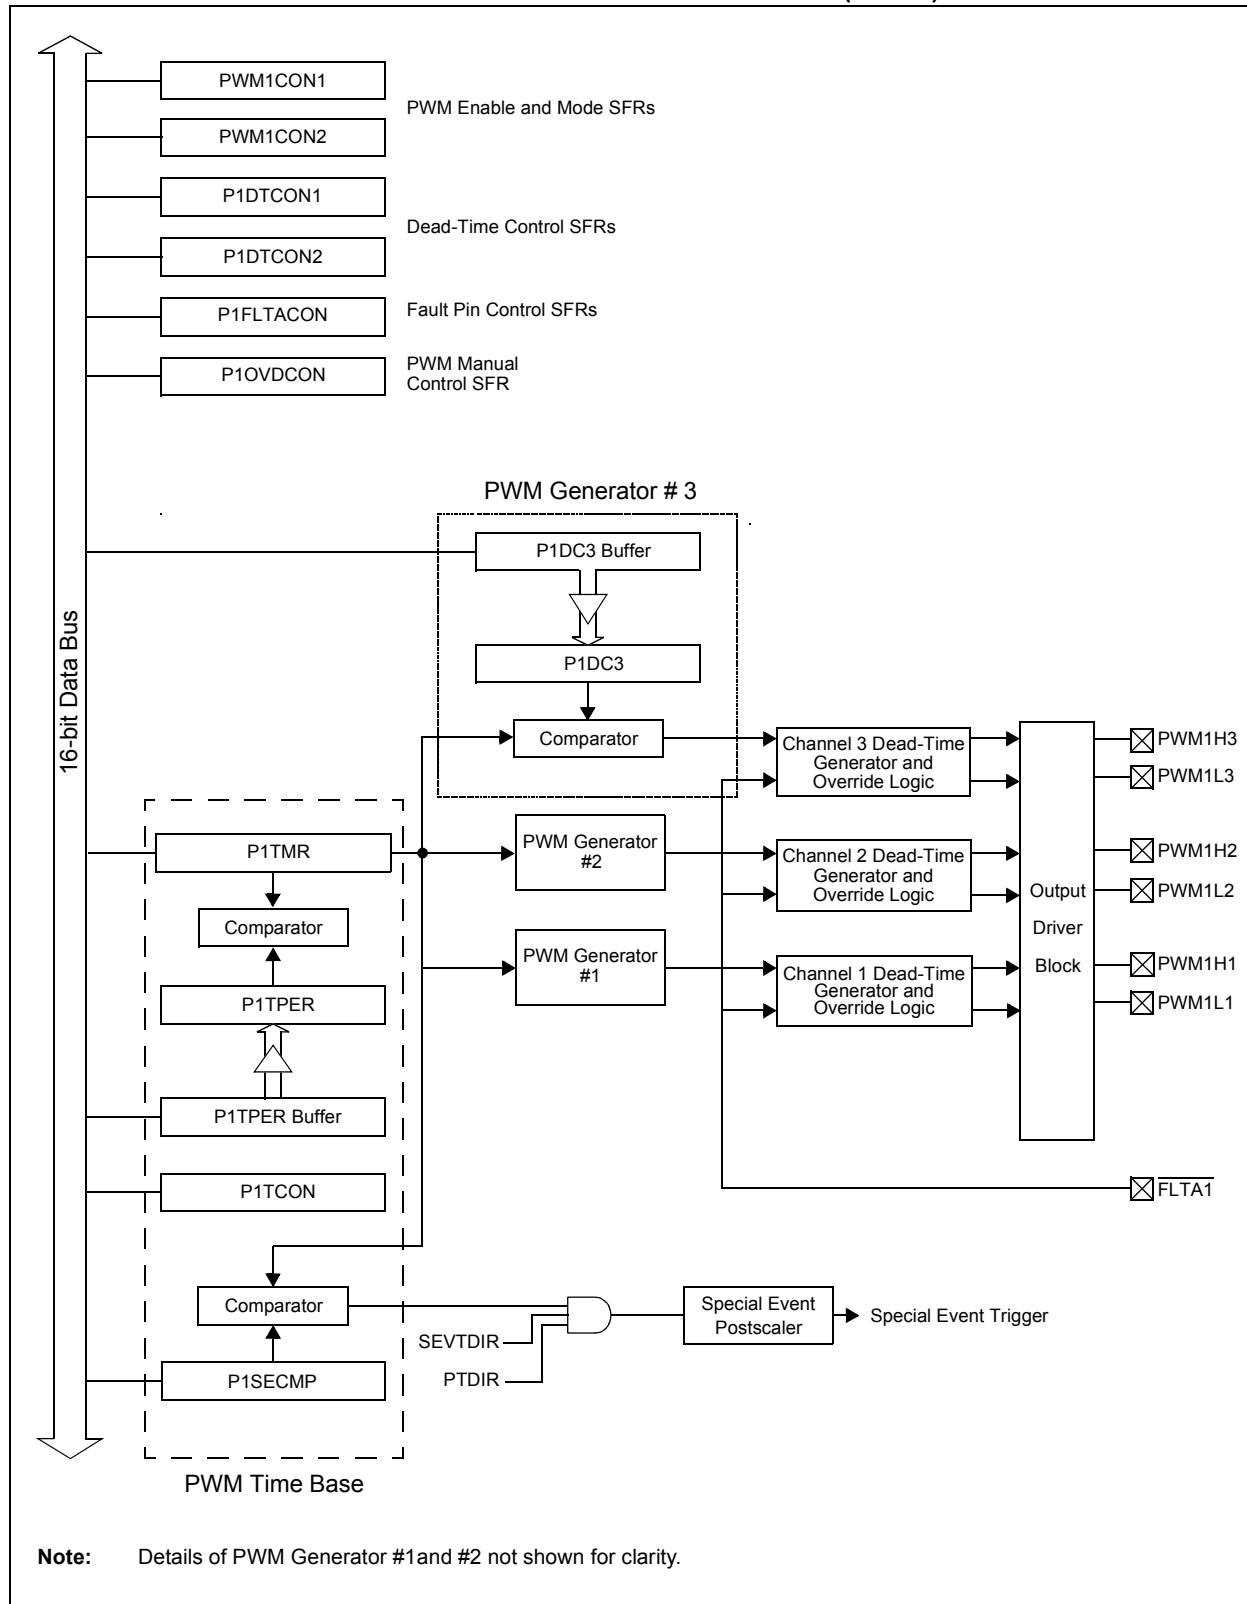 PWM1CON1
PWM Enable and Mode SFRs
PWM1CON2
P1DTCON1
Dead-Time Control SFRs
P1DTCON2
P1FLTACON
Fault Pin Control SFRs
P1OVDCON
PWM Manual
Control SFR
16-bit Data Bus
PWM Generator # 3
P1DC3 Buffer
P1DC3
Comparator
Channel 3 Dead-Time
Generator and
Override Logic
PWM1H3
PWM1L3
P1TMR
PWM Generator
#2
Channel 2 Dead-Time
Generator and
Override Logic
PWM1H2
PWM1L2
Output
Driver
Block
Comparator
PWM Generator
#1
Channel 1 Dead-Time
Generator and
Override Logic
PWM1H1
PWM1L1
P1TPER
P1TPER Buffer
P1TCON
FLTA1
Comparator
SEVTDIR
PTDIR
Special Event
Postscaler
Special Event Trigger
P1SECMP
PWM Time Base
Note: Details of PWM Generator #1and #2 not shown for clarity.